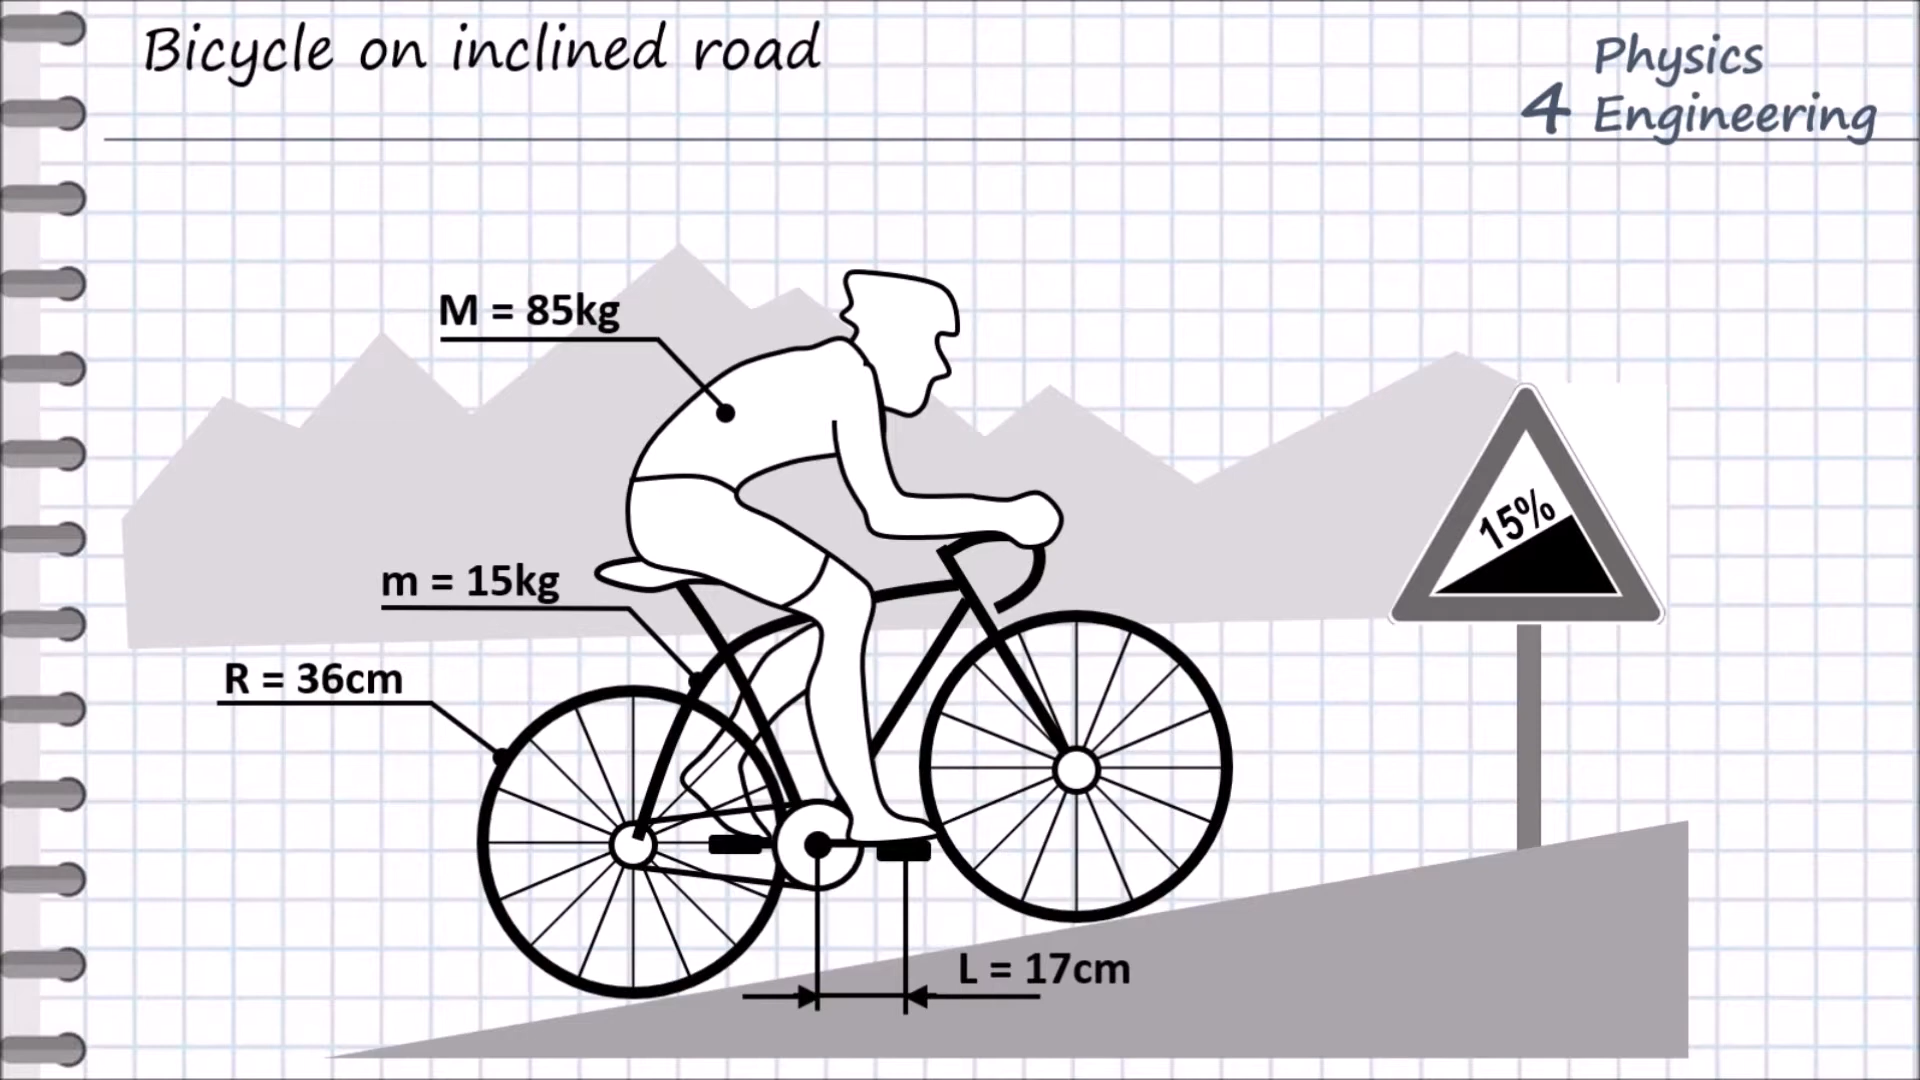 Bicycle on inclined road
Physics
4 Engineering
M = 85kg
15%
m = 15kg
R = 36cm
L = 17cm